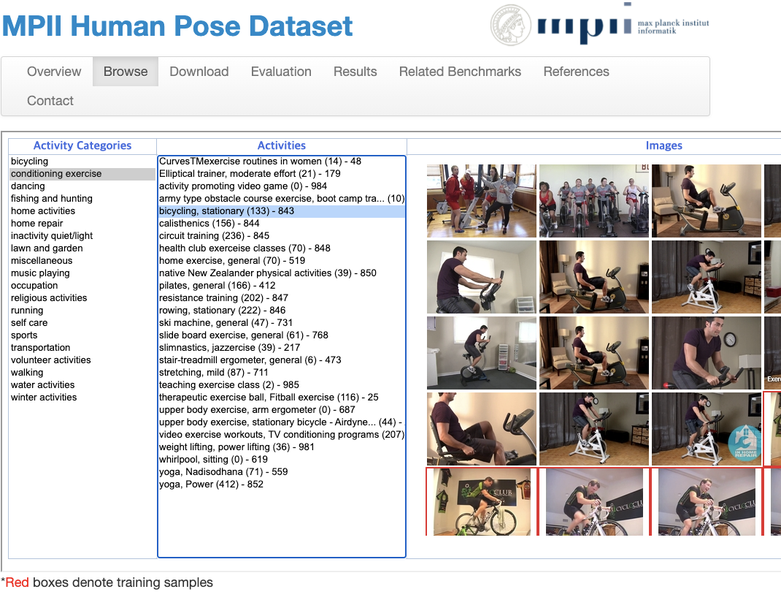 MPII Human Pose Dataset
mpii max planck institut
informatik
Overview Browse Download Evaluation Results Related Benchmarks References
Contact
Activity Categories Activities Images
bicycling
conditioning exercise
dancing
fishing and hunting
home activities
home repair
inactivity quiet/light
lawn and garden
miscellaneous
music playing
occupation
religious activities
running
self care
sports
transportation
volunteer activities
walking
water activities
winter activities
CurvesTMexercise routines in women (14) - 48
Elliptical trainer, moderate effort (21) - 179
activity promoting video game (0) - 984
army type obstacle course exercise, boot camp tra... (10)
bicycling, stationary (133) - 843
calisthenics (156) - 844
circuit training (236) - 845
health club exercise classes (70) - 848
home exercise, general (70) - 519
native New Zealander physical activities (39) - 850
pilates, general (166) - 412
resistance training (202) - 847
rowing, stationary (222) - 846
ski machine, general (47) - 731
slide board exercise, general (61) - 768
slimnastics, jazzercise (39) - 217
stair-treadmill ergometer, general (6) - 473
stretching, mild (87) - 711
teaching exercise class (2) - 985
therapeutic exercise ball, Fitball exercise (116) - 25
upper body exercise, arm ergometer (0) - 687
upper body exercise, stationary bicycle - Airdyne... (44) -
video exercise workouts, TV conditioning programs (207)
weight lifting, power lifting (36) - 981
whirlpool, sitting (0) - 619
yoga, Nadisodhana (71) - 559
yoga, Power (412) - 852
*Red boxes denote training samples